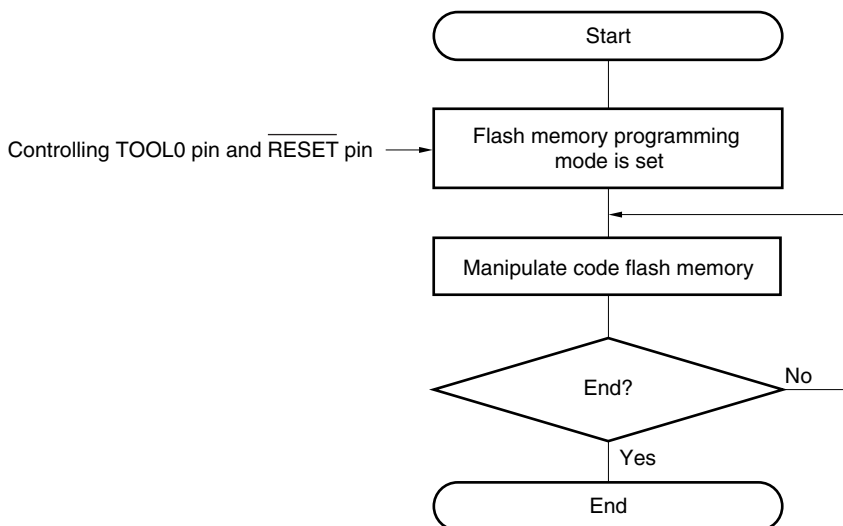 Start
Flash memory programming
mode is set
Controlling TOOL0 pin and RESET pin
Manipulate code flash memory
End?
No
Yes
End